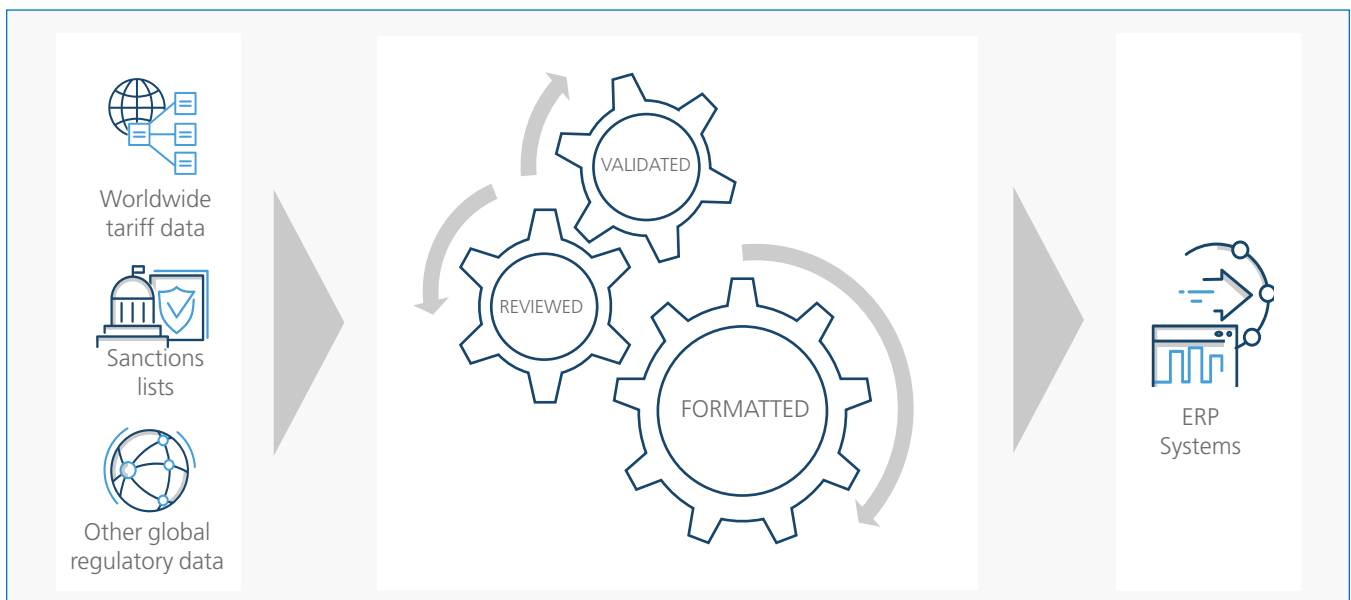 Worldwide
tariff data
Sanctions
lists
Other global
regulatory data
VALIDATED
REVIEWED
FORMATTED
ERP
Systems